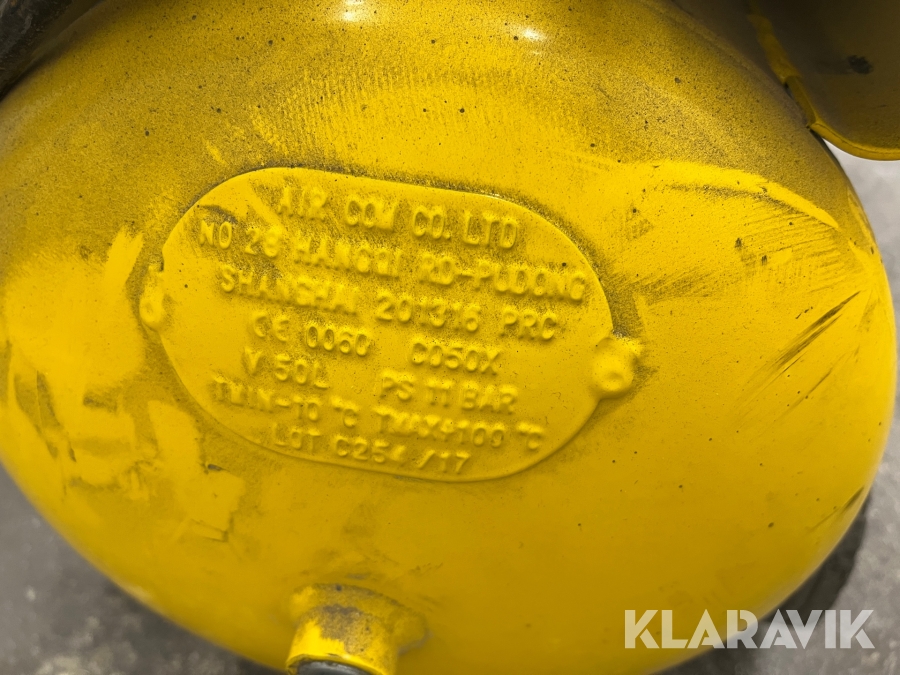 AIR COM CO. LTD
NO 26 HANGQI RD-PUDONG
SHANGHAI 201316 PRC
CE 0060 C050X
V 50L PS 11 BAR
TMIN-10 °C TMAX+100 °C
LOT C254/17
KLARAVIK